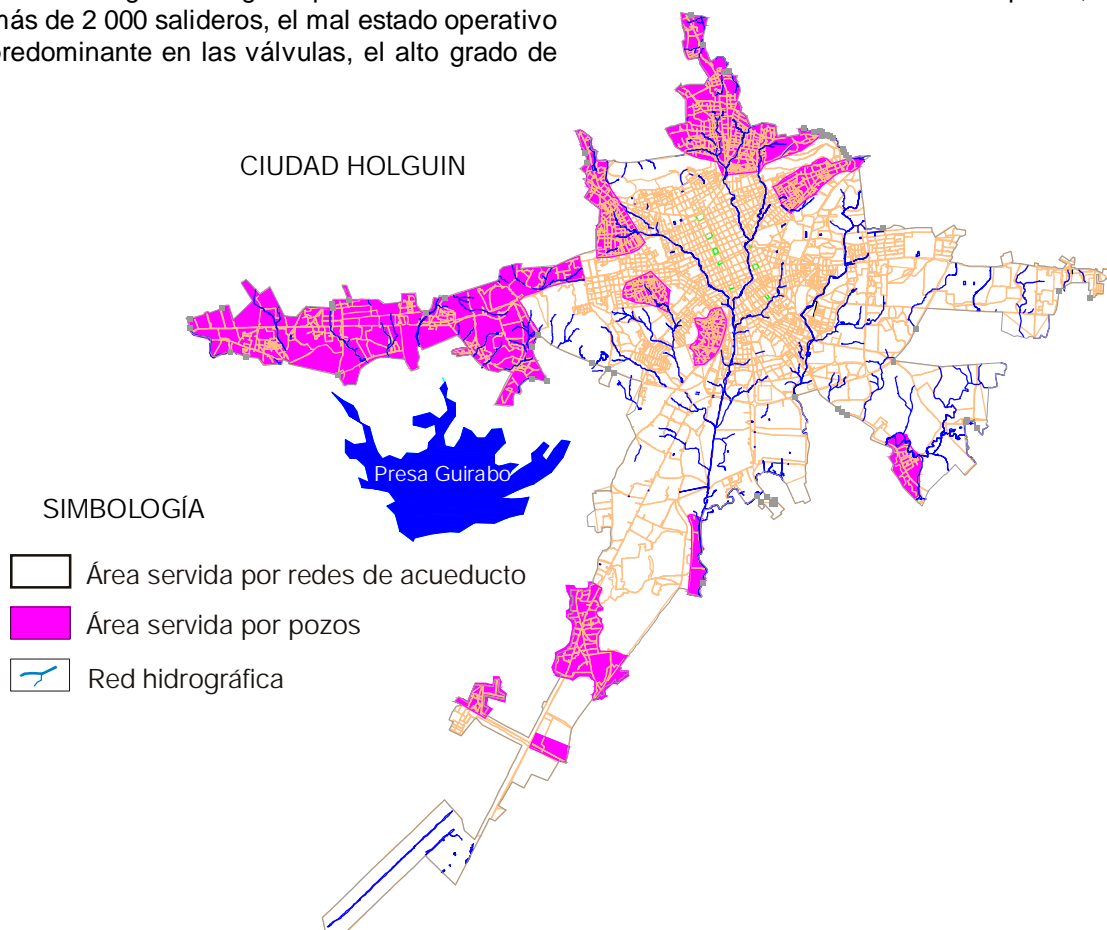 más de 2 000 salideros, el mal estado operativo
predominante en las válvulas, el alto grado de
CIUDAD HOLGUIN
Presa Guirabo
SIMBOLOGÍA
Área servida por redes de acueducto
Área servida por pozos
Red hidrográfica